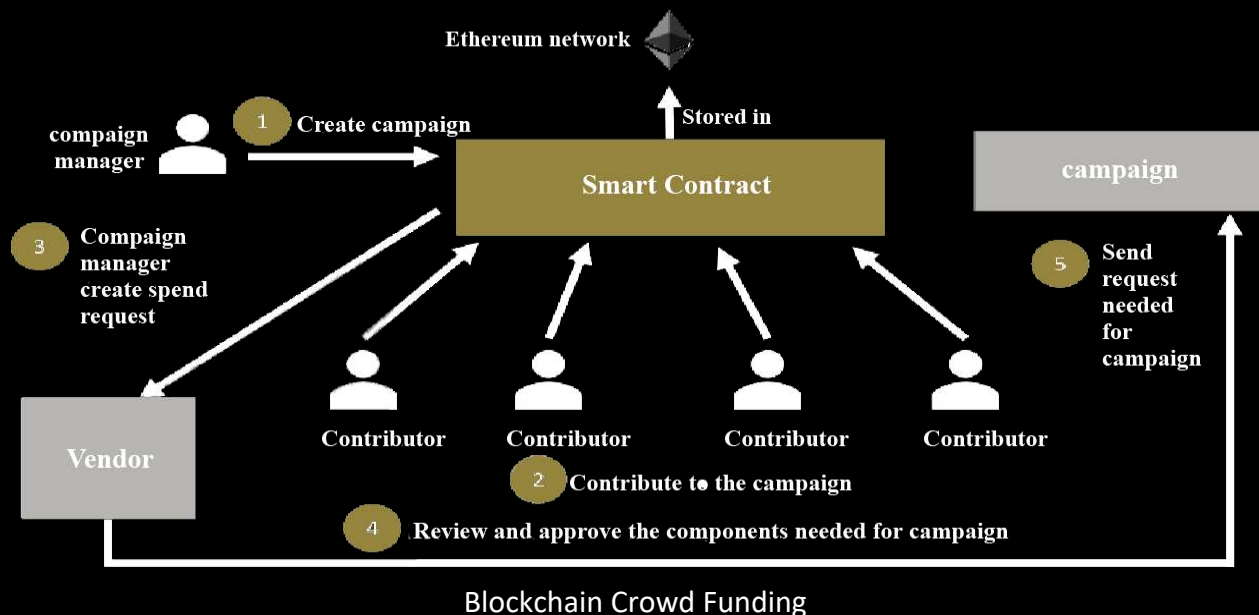 Ethereum network
Stored in
1 Create campaign
compaign
manager
Smart Contract
campaign
3 Compaign
manager
create spend
request
5 Send
request
needed
for
campaign
Vendor
Contributor Contributor Contributor Contributor
2 Contribute to the campaign
4 Review and approve the components needed for campaign
Blockchain Crowd Funding